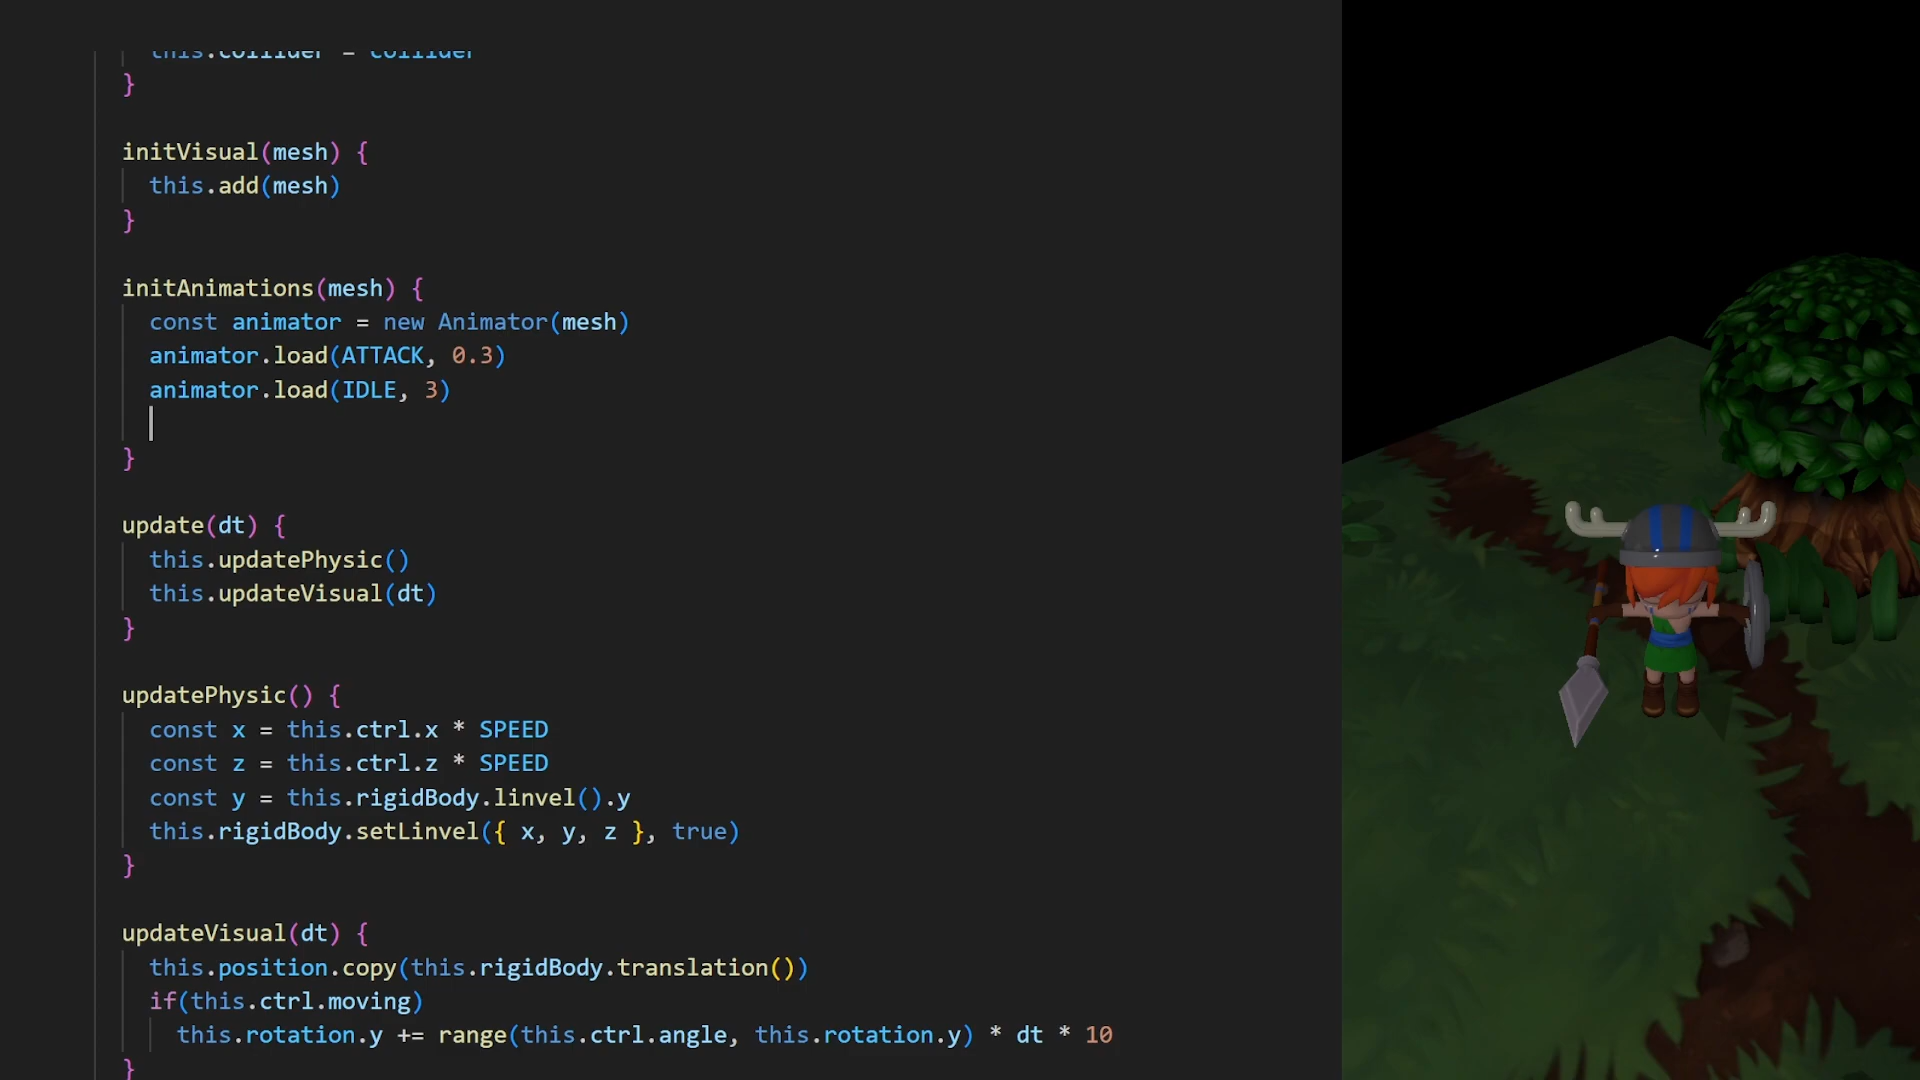 this.collider = collider
}
initVisual(mesh) {
this.add(mesh)
}
initAnimations(mesh) {
const animator = new Animator(mesh)
animator.load(ATTACK, 0.3)
animator.load(IDLE, 3)
}
update(dt) {
this.updatePhysic()
this.updateVisual(dt)
}
updatePhysic() {
const x = this.ctrl.x * SPEED
const z = this.ctrl.z * SPEED
const y = this.rigidBody.linvel().y
this.rigidBody.setLinvel({ x, y, z }, true)
}
updateVisual(dt) {
this.position.copy(this.rigidBody.translation())
if(this.ctrl.moving)
this.rotation.y += range(this.ctrl.angle, this.rotation.y) * dt * 10
}